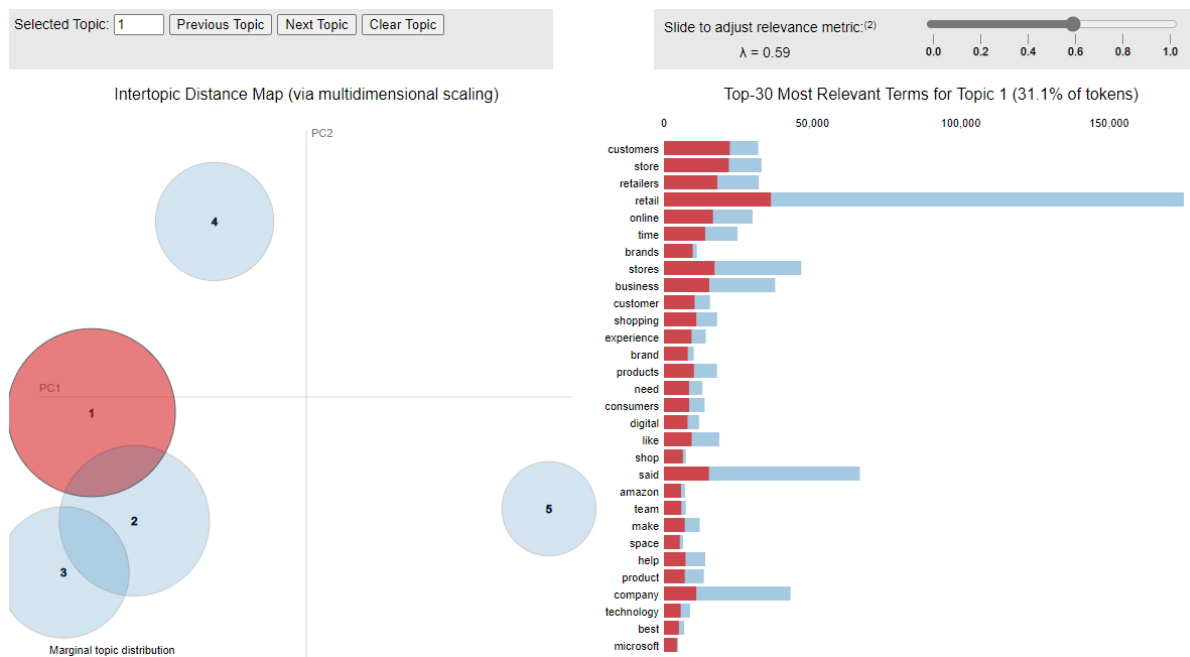 Selected Topic: 1 Previous Topic Next Topic Clear Topic
Slide to adjust relevance metric:(2)
λ = 0.59
0.0 0.2 0.4 0.6 0.8 1.0
Intertopic Distance Map (via multidimensional scaling)
PC2
PC1
4
1
2
3
5
Marginal topic distribution
Top-30 Most Relevant Terms for Topic 1 (31.1% of tokens)
0 50,000 100,000 150,000
customers
store
retailers
retail
online
time
brands
stores
business
customer
shopping
experience
brand
products
need
consumers
digital
like
shop
said
amazon
team
make
space
help
product
company
technology
best
microsoft